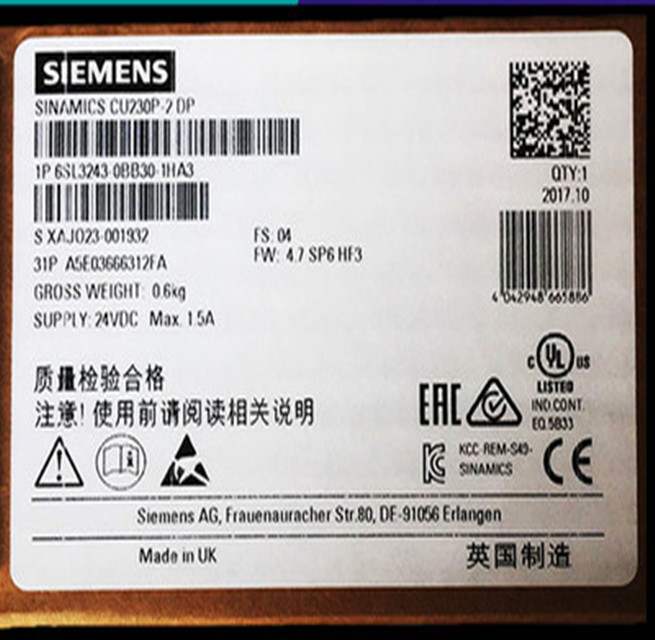 SIEMENS
SINAMICS CU230P-2 DP
1P 6SL3243-0BB30-1HA3
QTY:1
2017.10
S XAJ023-001932
FS: 04
31P A5E03666312FA
FW: 4.7 SP6 HF3
GROSS WEIGHT: 0.6kg
4 042948 665886
SUPPLY: 24VDC Max. 1.5A
质量检验合格
注意! 使用前请阅读相关说明
C UL US
LISTED
IND.CONT.
EQ.5B33
EAC
KCC-REM-S49-
SINAMICS
CE
Siemens AG, Frauenauracher Str.80, DE-91056 Erlangen
Made in UK
英国制造